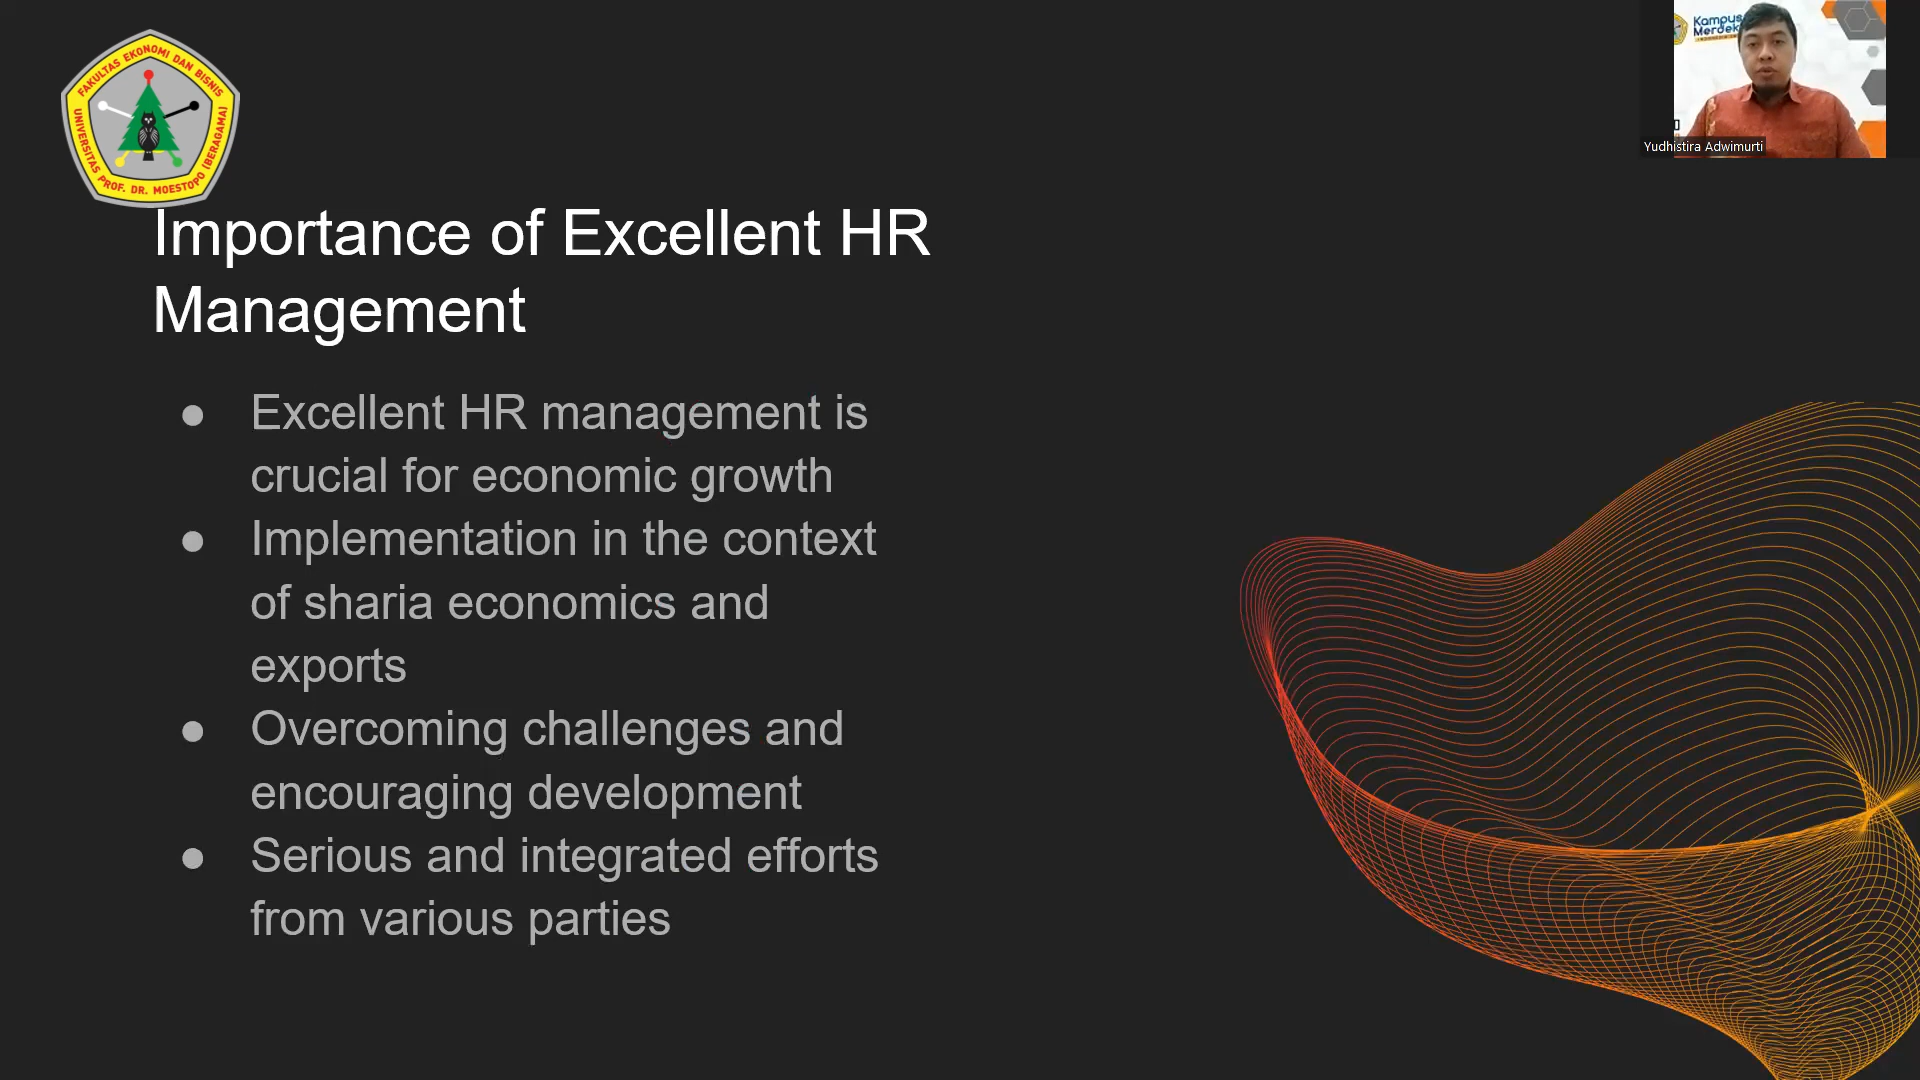 FAKULTAS EKONOMI DAN BISNIS
UNIVERSITAS PROF. DR. MOESTOPO (BERAGAMA)
Kampus
Merdeka
Yudhistira Adwimurti
Importance of Excellent HR
Management
● Excellent HR management is
crucial for economic growth
● Implementation in the context
of sharia economics and
exports
● Overcoming challenges and
encouraging development
● Serious and integrated efforts
from various parties